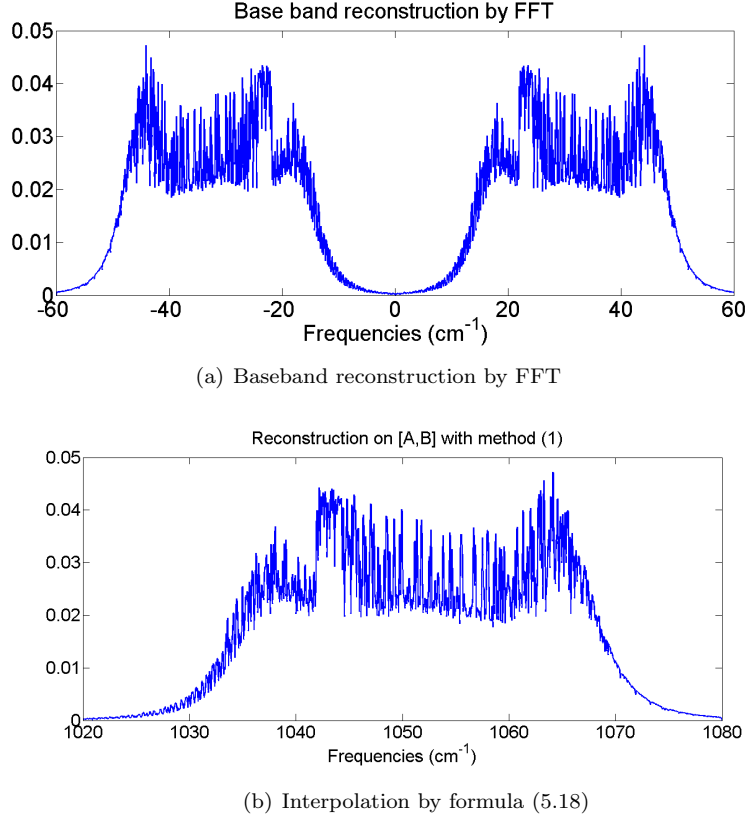 Base band reconstruction by FFT
0.05
0.04
0.03
0.02
0.01
0
-60 -40 -20 0 20 40 60
Frequencies (cm-1)
(a) Baseband reconstruction by FFT
Reconstruction on [A,B] with method (1)
0.05
0.04
0.03
0.02
0.01
0
1020 1030 1040 1050 1060 1070 1080
Frequencies (cm-1)
(b) Interpolation by formula (5.18)